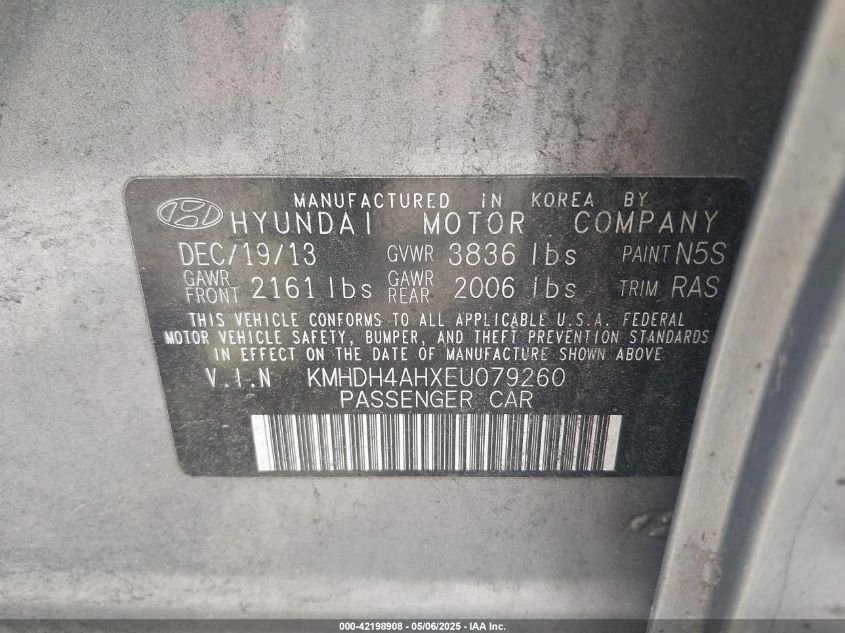 MANUFACTURED IN KOREA BY
HYUNDAI MOTOR COMPANY
DEC/19/13 GVWR 3836 lbs PAINT N5S
GAWR FRONT 2161 lbs GAWR REAR 2006 lbs TRIM RAS
THIS VEHICLE CONFORMS TO ALL APPLICABLE U.S.A. FEDERAL
MOTOR VEHICLE SAFETY, BUMPER, AND THEFT PREVENTION STANDARDS
IN EFFECT ON THE DATE OF MANUFACTURE SHOWN ABOVE
V.I.N KMHDH4AHXEU079260
PASSENGER CAR
000-42198908 - 05/06/2025 - IAA Inc.